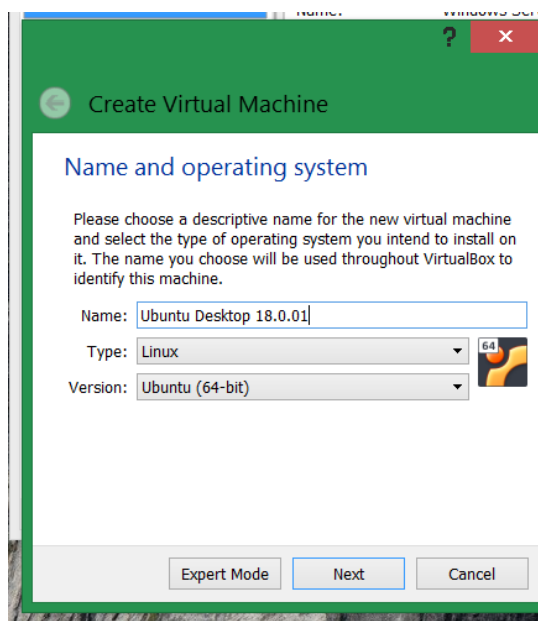 Name:
?
Create Virtual Machine
Name and operating system
Please choose a descriptive name for the new virtual machine
and select the type of operating system you intend to install on
it. The name you choose will be used throughout VirtualBox to
identify this machine.
Name: Ubuntu Desktop 18.0.01
Type: Linux
64
Version: Ubuntu (64-bit)
Expert Mode Next Cancel